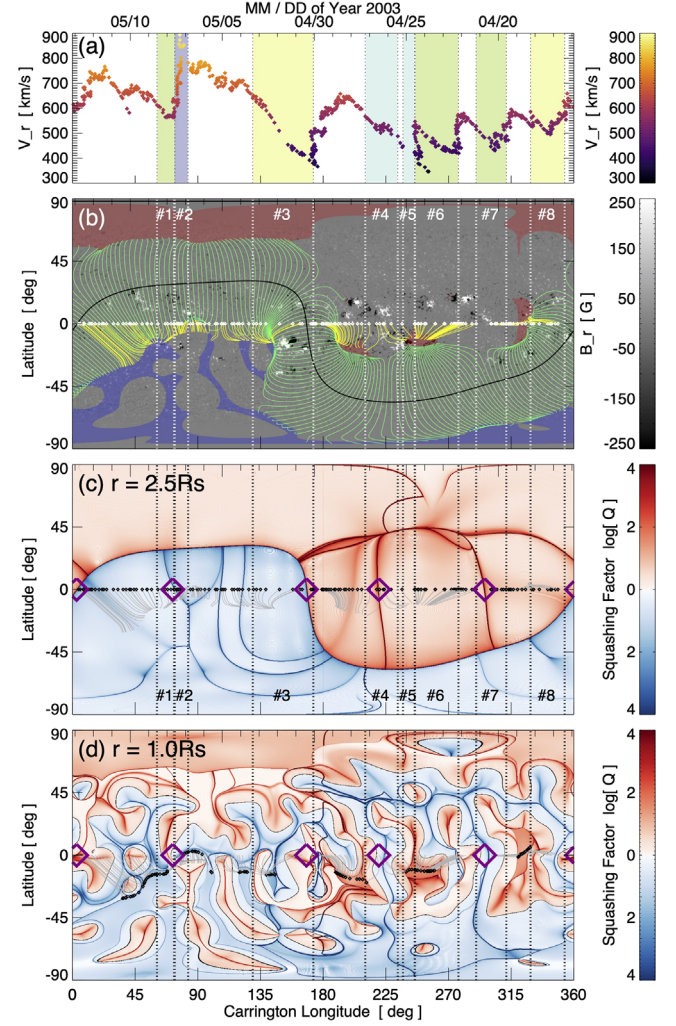 MM / DD of Year 2003
05/10 05/05 04/30 04/25 04/20
(a)
V_r [ km/s ]
900
800
700
600
500
400
300
900
800
700
600
500
400
300
V_r [ km/s ]
(b)
#1 #2 #3 #4 #5 #6 #7 #8
Latitude [ deg ]
90
45
0
-45
-90
250
150
50
-50
-150
-250
B_r [ G ]
(c) r = 2.5Rs
Latitude [ deg ]
90
45
0
-45
-90
#1 #2 #3 #4 #5 #6 #7 #8
4
2
0
2
4
Squashing Factor log[ Q ]
(d) r = 1.0Rs
Latitude [ deg ]
90
45
0
-45
-90
4
2
0
2
4
Squashing Factor log[ Q ]
0 45 90 135 180 225 270 315 360
Carrington Longitude [ deg ]